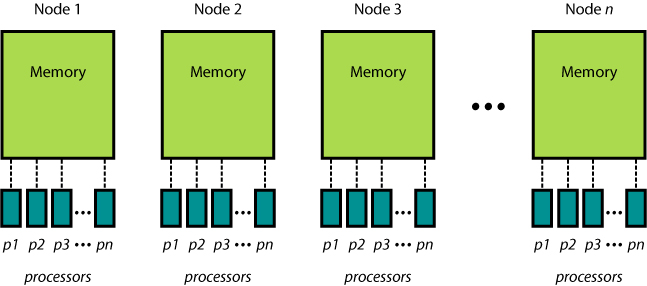 Node 1 Node 2 Node 3 Node n
Memory Memory Memory ••• Memory
p1 p2 p3 ••• pn p1 p2 p3 ••• pn p1 p2 p3 ••• pn p1 p2 p3 ••• pn
processors processors processors processors